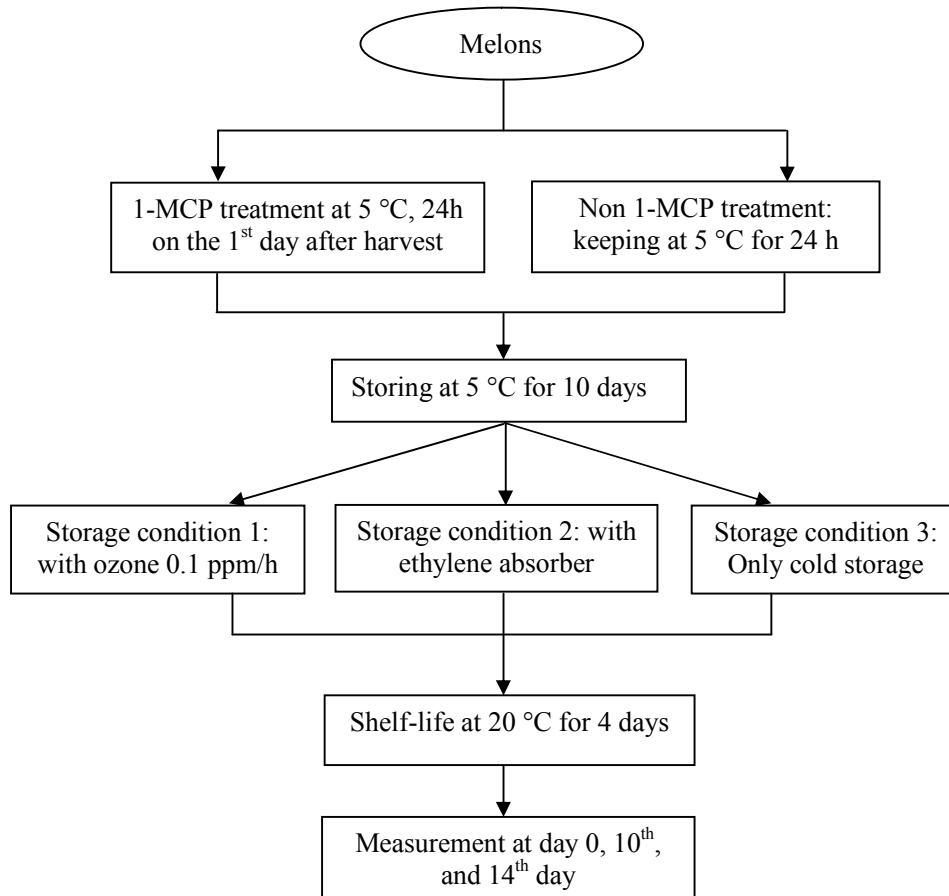 Melons
1-MCP treatment at 5 °C, 24h
on the 1st day after harvest
Non 1-MCP treatment:
keeping at 5 °C for 24 h
Storing at 5 °C for 10 days
Storage condition 1:
with ozone 0.1 ppm/h
Storage condition 2: with
ethylene absorber
Storage condition 3:
Only cold storage
Shelf-life at 20 °C for 4 days
Measurement at day 0, 10th,
and 14th day